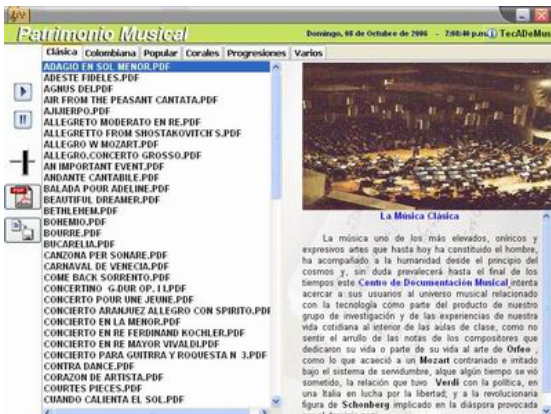 Patrimonio Musical
Domingo, 08 de Octubre de 2006 - 7:08:40 p.m.
TecADeMus
Clásica Colombiana Popular Corales Progresiones Varios
ADAGIO EN SOL MENOR.PDF
ADESTE FIDELES.PDF
AGNUS DEI.PDF
AIR FROM THE PEASANT CANTATA.PDF
AJIJIERPO.PDF
ALLEGRETO MODERATO EN RE.PDF
ALLEGRETTO FROM SHOSTAKOVITCH'S.PDF
ALLEGRO W MOZART.PDF
ALLEGRO.CONCERTO GROSSO.PDF
AN IMPORTANT EVENT.PDF
ANDANTE CANTABILE.PDF
BALADA POUR ADELINE.PDF
BEAUTIFUL DREAMER.PDF
BETHLEHEM.PDF
BOHEMIO.PDF
BOURRE.PDF
BUCARELIA.PDF
CANZONA PER SONARE.PDF
CARNAVAL DE VENECIA.PDF
COME BACK SORRENTO.PDF
CONCERTINO G-DUR OP. 11.PDF
CONCIERTO POUR UNE JEUNE.PDF
CONCIERTO ARANJUEZ ALLEGRO CON SPIRITO.PDF
CONCIERTO EN LA MENOR.PDF
CONCIERTO EN RE FERDINAND KOCHLER.PDF
CONCIERTO EN RE MAYOR VIVALDI.PDF
CONCIERTO PARA GUITRRA Y ROQUESTA N 3.PDF
CONTRA DANCE.PDF
CORAZON DE ARTISTA.PDF
COURTES PIECES.PDF
CUANDO CALIENTA EL SOL.PDF
La Música Clásica
La música uno de los más elevados, oníricos y
expresivos artes que hasta hoy ha constituido el hombre,
ha acompañado a la humanidad desde el principio del
cosmos y, sin duda prevalecerá hasta el final de los
tiempos este Centro de Documentación Musical intenta
acercar a sus usuarios al universo musical relacionado
con la tecnología como parte del producto de nuestro
grupo de investigación y de las experiencias de nuestra
vida cotidiana al interior de las aulas de clase, como no
sentir el arrullo de las notas de los compositores que
dedicaron su vida o parte de su vida al arte de Orfeo ,
como lo que acaeció a un Mozart contrariado e irritado
bajo el sistema de servidumbre, alque algún tiempo se vió
sometido, la relación que tuvo Verdi con la política, en
una Italia en lucha por la libertad; y a la revolucionaria
figura de Schonberg implicado en la diáspora provocada